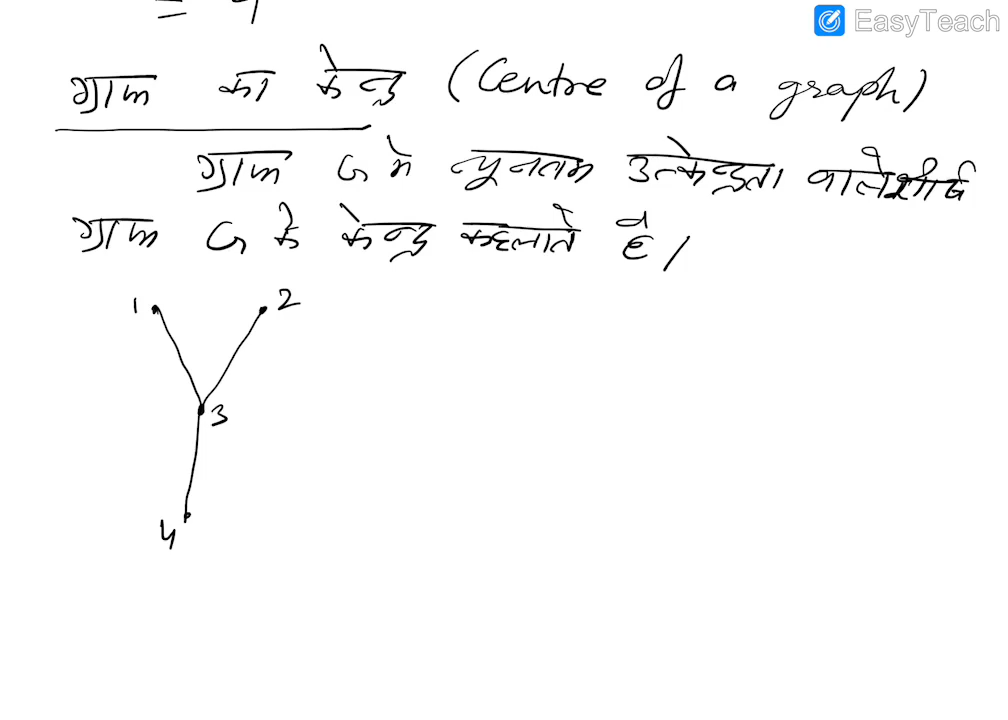 EasyTeach
ग्राफ का केन्द्र (Centre of a graph)
ग्राफ G में न्यूनतम उत्केन्द्रता वाले शीर्ष
ग्राफ G के केन्द्र कहलाते है।
1 2
3
4